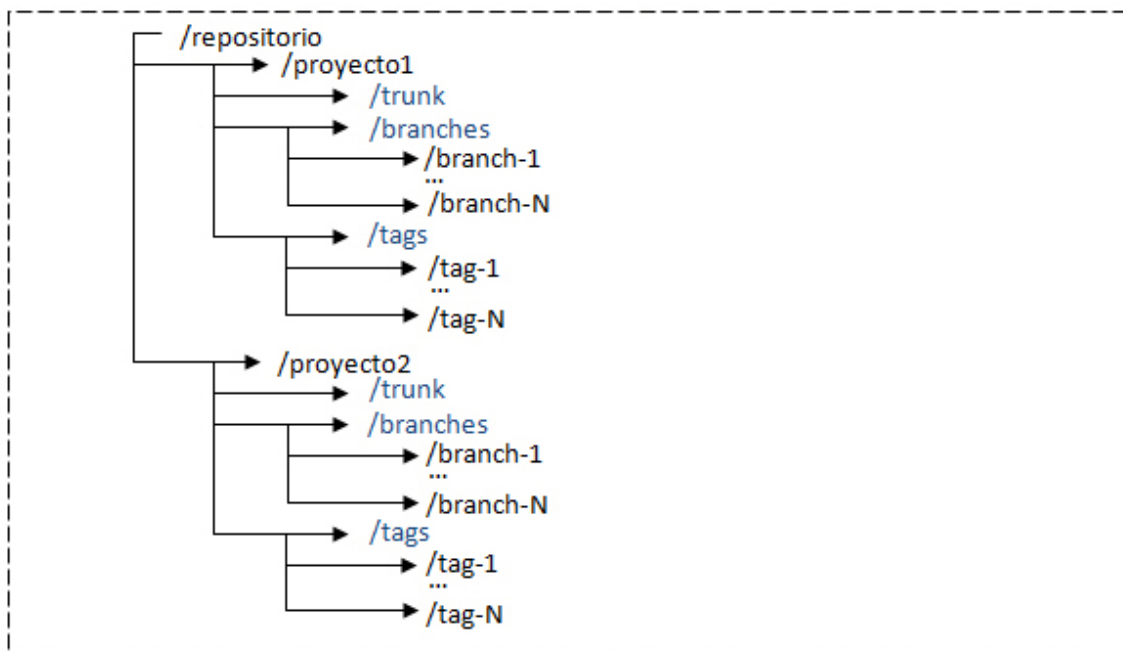 /repositorio
/proyecto1
/trunk
/branches
/branch-1
...
/branch-N
/tags
/tag-1
...
/tag-N
/proyecto2
/trunk
/branches
/branch-1
...
/branch-N
/tags
/tag-1
...
/tag-N